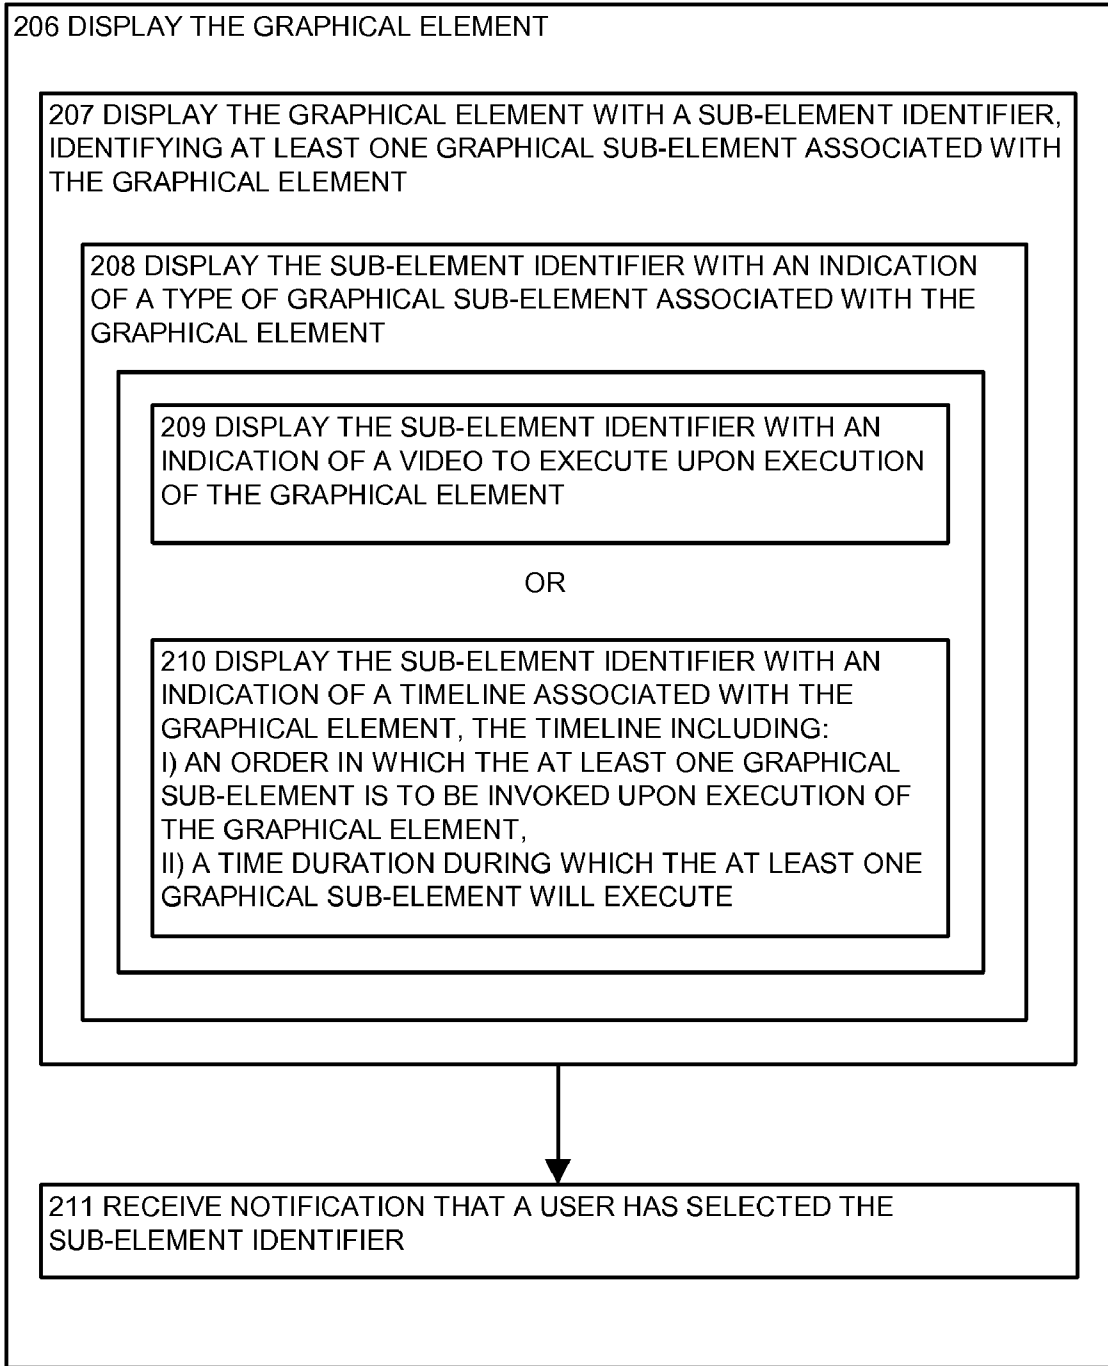 206 DISPLAY THE GRAPHICAL ELEMENT
207 DISPLAY THE GRAPHICAL ELEMENT WITH A SUB-ELEMENT IDENTIFIER,
IDENTIFYING AT LEAST ONE GRAPHICAL SUB-ELEMENT ASSOCIATED WITH
THE GRAPHICAL ELEMENT
208 DISPLAY THE SUB-ELEMENT IDENTIFIER WITH AN INDICATION
OF A TYPE OF GRAPHICAL SUB-ELEMENT ASSOCIATED WITH THE
GRAPHICAL ELEMENT
209 DISPLAY THE SUB-ELEMENT IDENTIFIER WITH AN
INDICATION OF A VIDEO TO EXECUTE UPON EXECUTION
OF THE GRAPHICAL ELEMENT
OR
210 DISPLAY THE SUB-ELEMENT IDENTIFIER WITH AN
INDICATION OF A TIMELINE ASSOCIATED WITH THE
GRAPHICAL ELEMENT, THE TIMELINE INCLUDING:
I) AN ORDER IN WHICH THE AT LEAST ONE GRAPHICAL
SUB-ELEMENT IS TO BE INVOKED UPON EXECUTION OF
THE GRAPHICAL ELEMENT,
II) A TIME DURATION DURING WHICH THE AT LEAST ONE
GRAPHICAL SUB-ELEMENT WILL EXECUTE
211 RECEIVE NOTIFICATION THAT A USER HAS SELECTED THE
SUB-ELEMENT IDENTIFIER